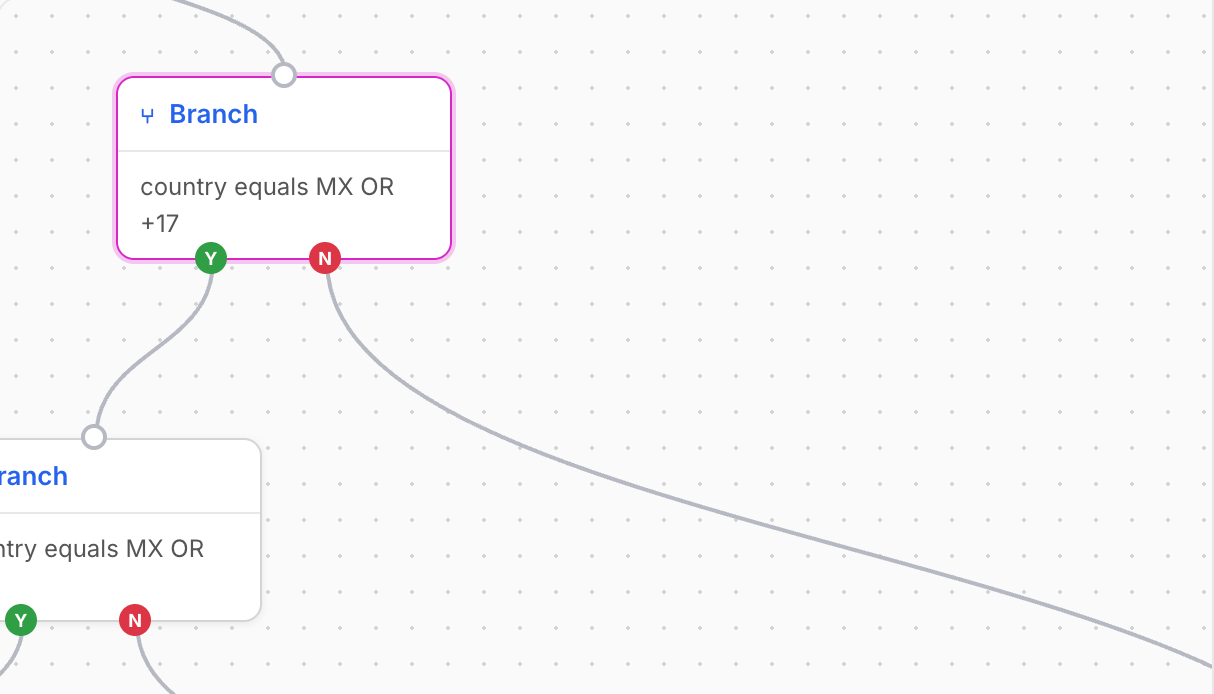 Branch
country equals MX OR
+17
Y N
ranch
ntry equals MX OR
Y N